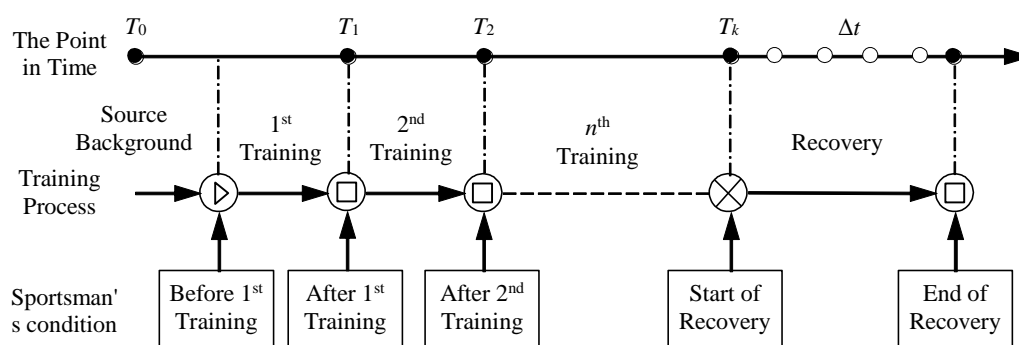 T0 T1 T2 Tk Δt
The Point
in Time
Source
Background
1st
Training
2nd
Training
nth
Training
Recovery
Training
Process
Sportsman'
s condition
Before 1st
Training
After 1st
Training
After 2nd
Training
Start of
Recovery
End of
Recovery